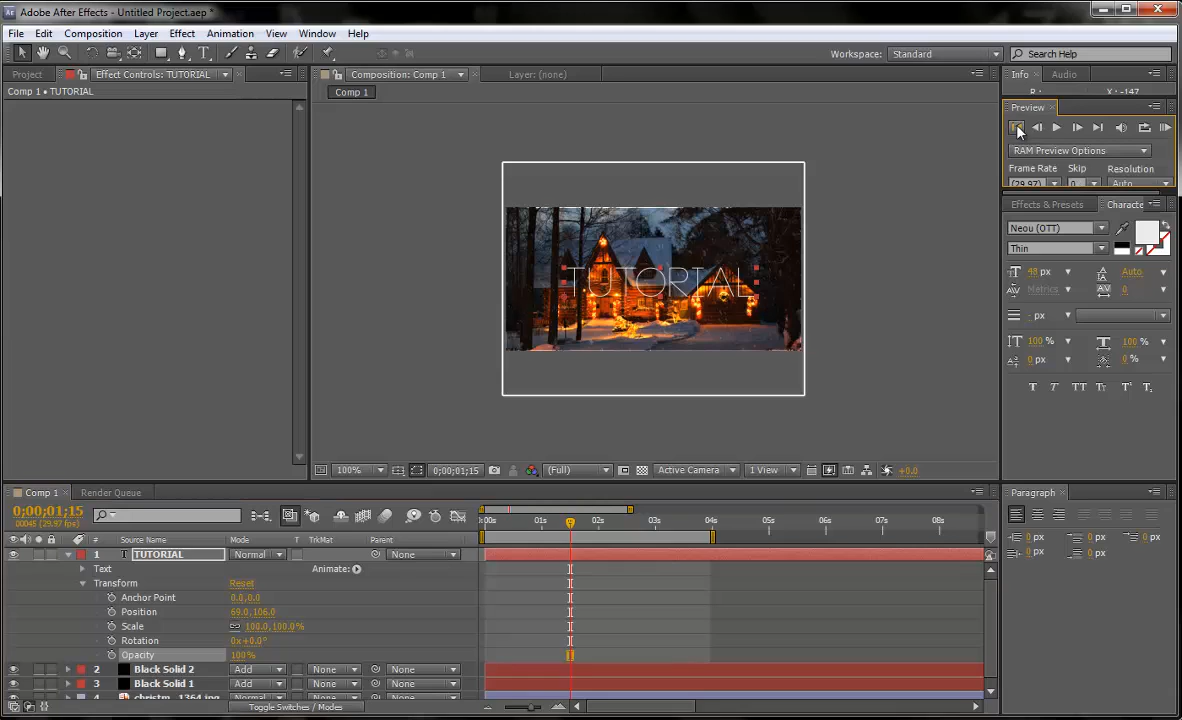 Adobe After Effects - Untitled Project.aep *
File Edit Composition Layer Effect Animation View Window Help
Workspace: Standard Search Help
Project Effect Controls: TUTORIAL Composition: Comp 1 Layer: (none) Info Audio
Comp 1 • TUTORIAL Comp 1 X: -147
Preview
RAM Preview Options
Frame Rate Skip Resolution
(29.97) 0 Auto
Effects & Presets Characte
Neou (OTT)
Thin
48 px Auto
Metrics 0
- px
100 % 100 %
0 px 0 %
T T TT Tt T¹ T₁
TUTORIAL
100% 0;00;01;15 (Full) Active Camera 1 View +0.0
Comp 1 Render Queue Paragraph
0;00;01;15
00045 (29.97 fps)
:00s 01s 02s 03s 04s 05s 06s 07s 08s
0 px 0 px 0 px
0 px 0 px
# Source Name Mode T TrkMat Parent
1 T TUTORIAL Normal None
Text Animate:
Transform Reset
Anchor Point 0.0,0.0
Position 69.0,106.0
Scale 100.0,100.0%
Rotation 0x+0.0°
Opacity 100%
2 Black Solid 2 Add None None
3 Black Solid 1 Add None None
4 christm_1364.jpg Normal None None
Toggle Switches / Modes